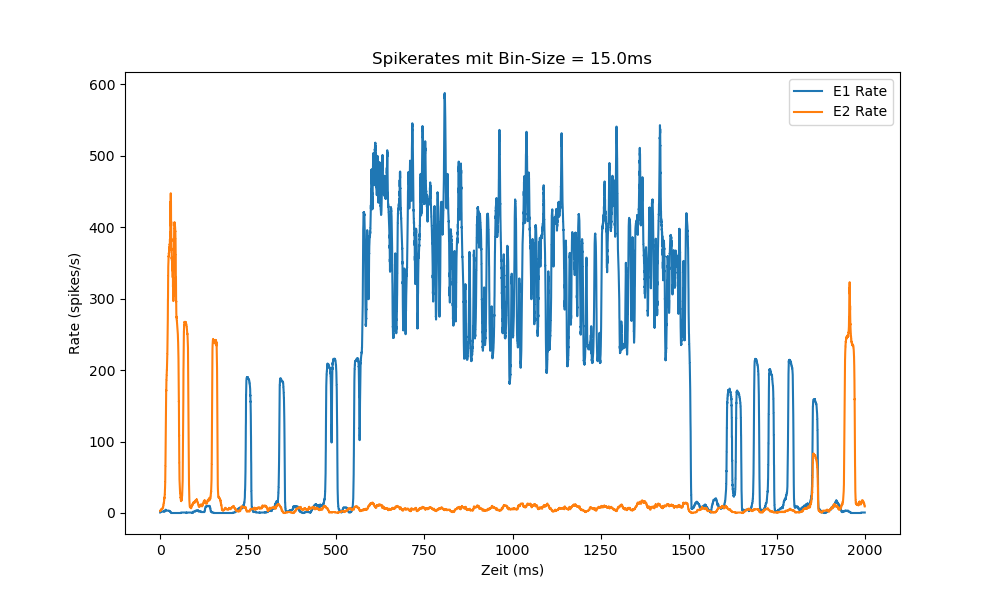 Spikerates mit Bin-Size = 15.0ms
E1 Rate
E2 Rate
600
500
400
300
200
100
0
Rate (spikes/s)
0 250 500 750 1000 1250 1500 1750 2000
Zeit (ms)